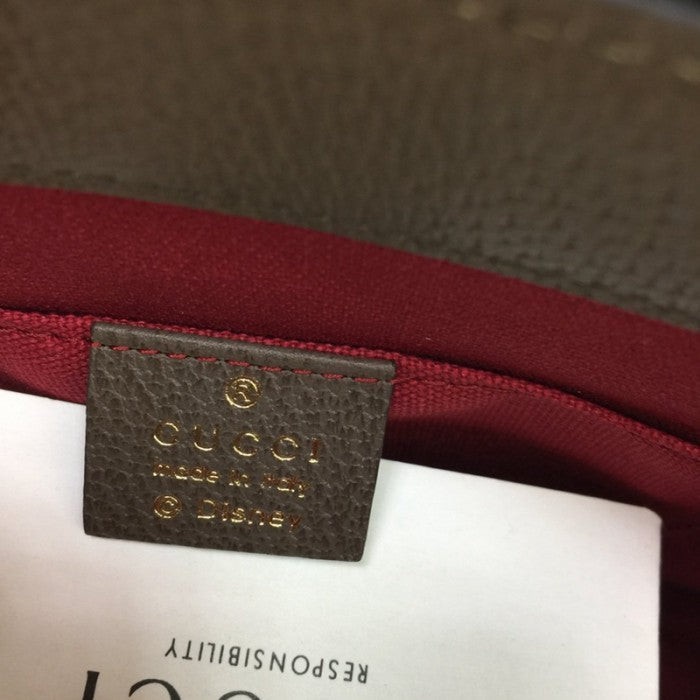 ®
GUCCI
made in Italy
© Disney
RESPONSIBILITY